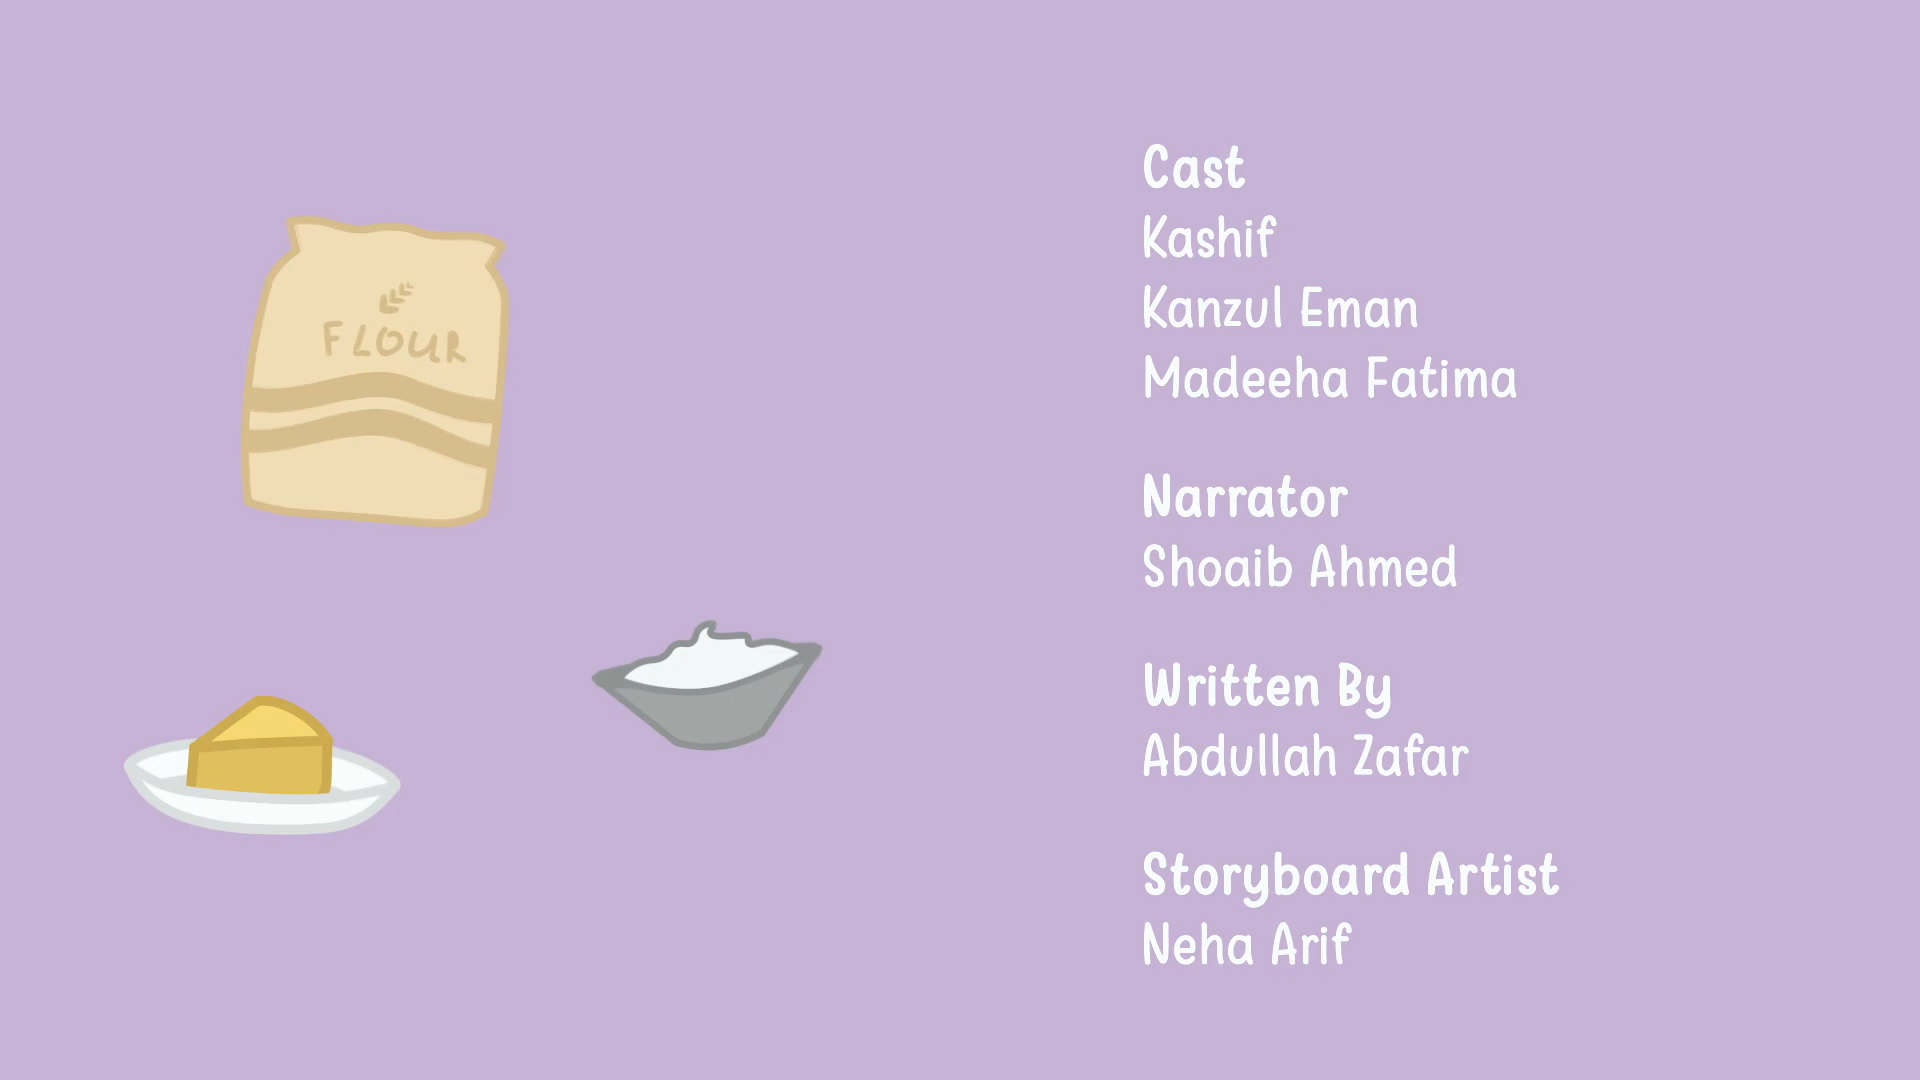 FLOUR
Cast
Kashif
Kanzul Eman
Madeeha Fatima
Narrator
Shoaib Ahmed
Written By
Abdullah Zafar
Storyboard Artist
Neha Arif